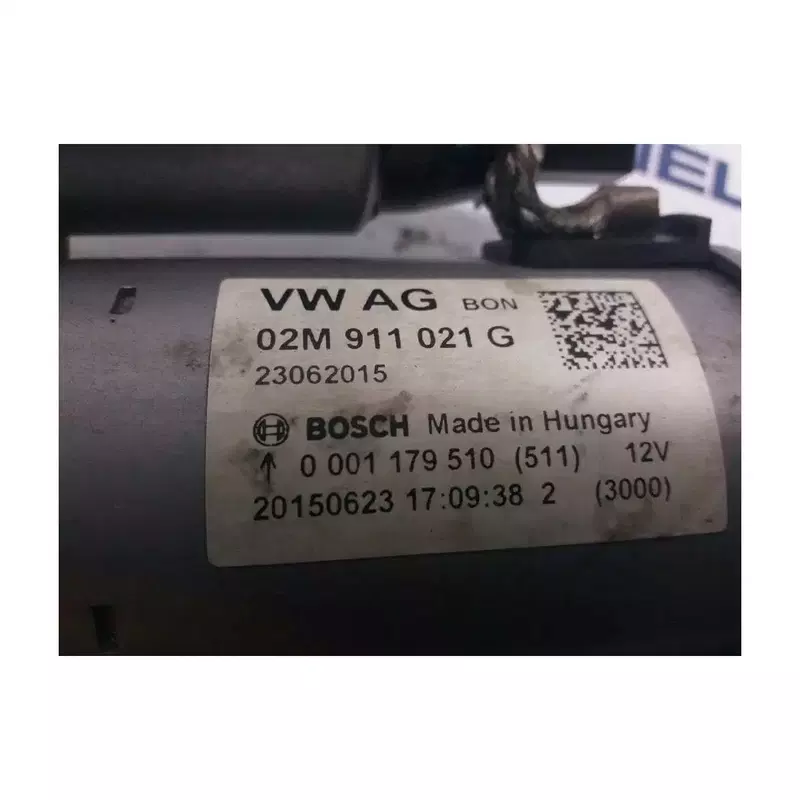 VW AG BON
02M 911 021 G
23062015
BOSCH Made in Hungary
↑ 0 001 179 510 (511) 12V
20150623 17:09:38 2 (3000)